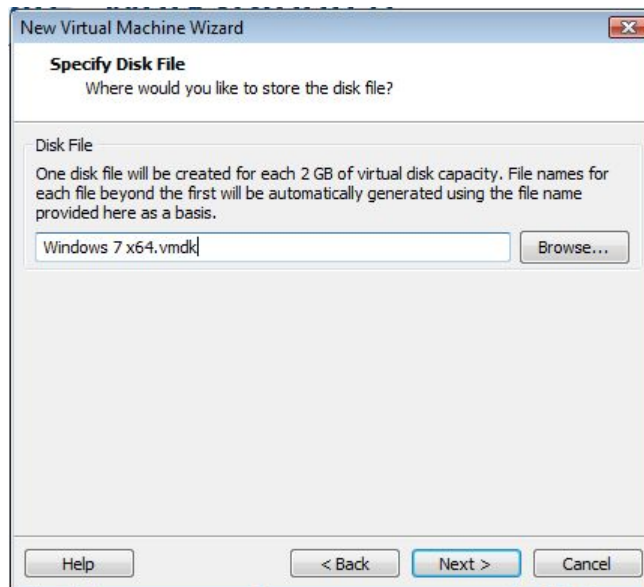 New Virtual Machine Wizard
Specify Disk File
Where would you like to store the disk file?
Disk File
One disk file will be created for each 2 GB of virtual disk capacity. File names for
each file beyond the first will be automatically generated using the file name
provided here as a basis.
Windows 7 x64.vmdk
Browse...
Help
< Back
Next >
Cancel